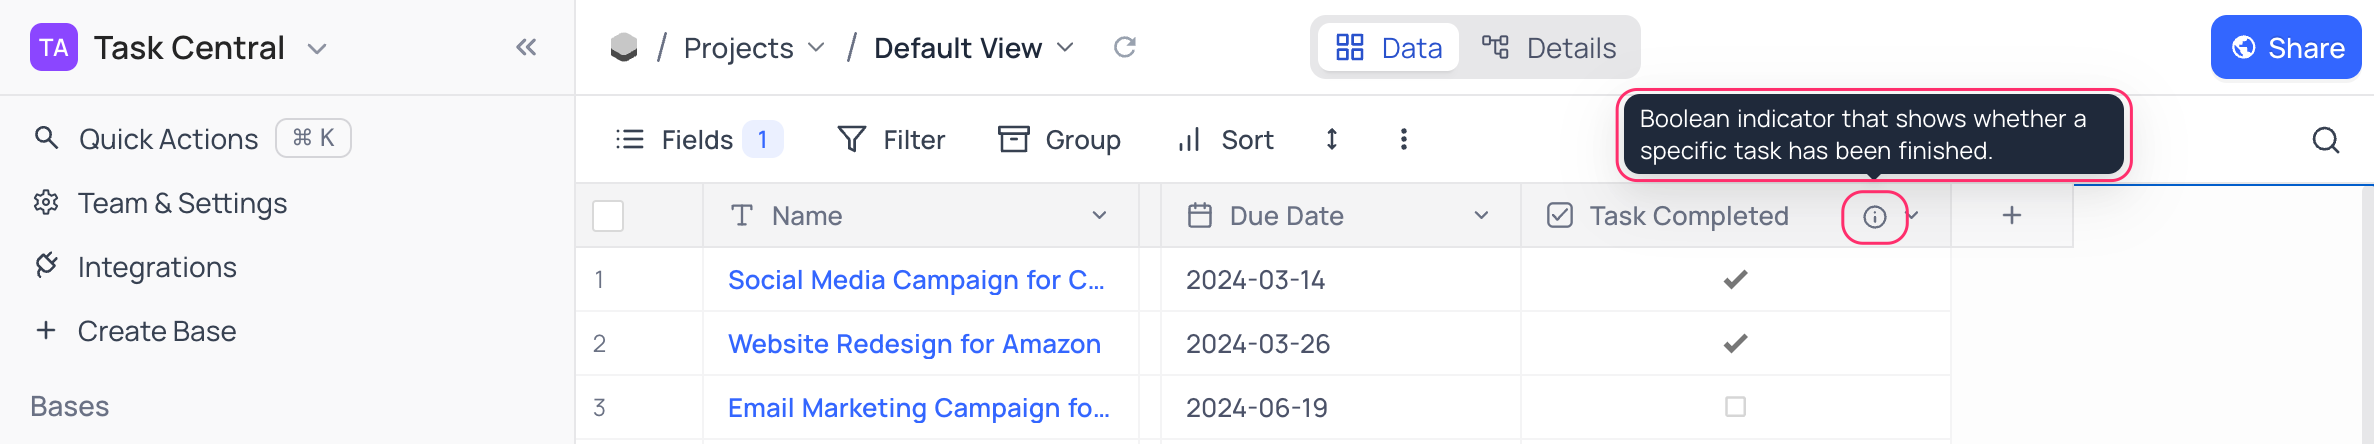 TA Task Central
/ Projects / Default View
Data Details
Share
Quick Actions ⌘ K
Team & Settings
Integrations
+ Create Base
Bases
Fields 1 Filter Group Sort
Boolean indicator that shows whether a
specific task has been finished.
Name Due Date Task Completed +
1 Social Media Campaign for C... 2024-03-14
2 Website Redesign for Amazon 2024-03-26
3 Email Marketing Campaign fo... 2024-06-19